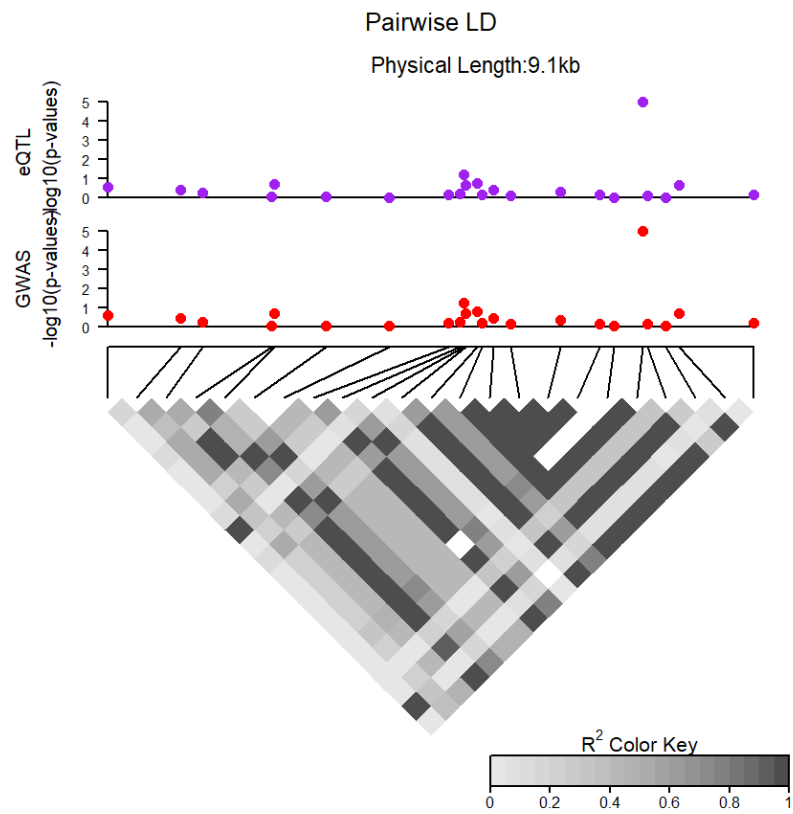 Pairwise LD
Physical Length:9.1kb
eQTL
-log10(p-values)
5
4
3
2
1
0
GWAS
-log10(p-values)
5
4
3
2
1
0
R² Color Key
0 0.2 0.4 0.6 0.8 1